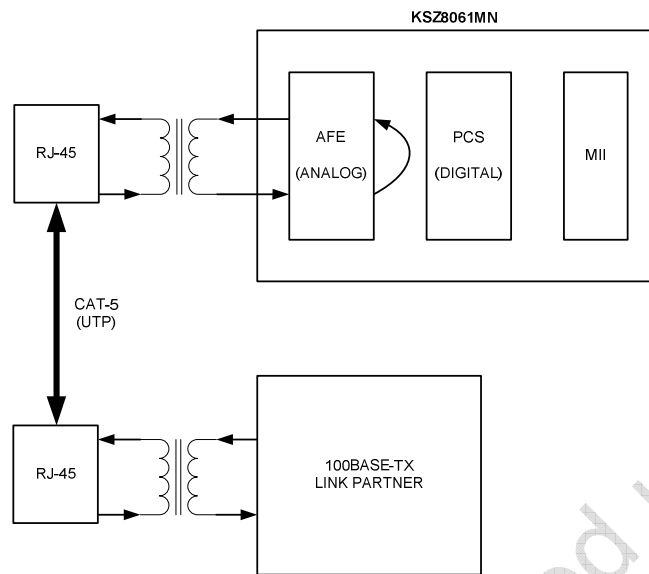 KSZ8061MN
RJ-45
AFE
(ANALOG)
PCS
(DIGITAL)
MII
CAT-5
(UTP)
RJ-45
100BASE-TX
LINK PARTNER